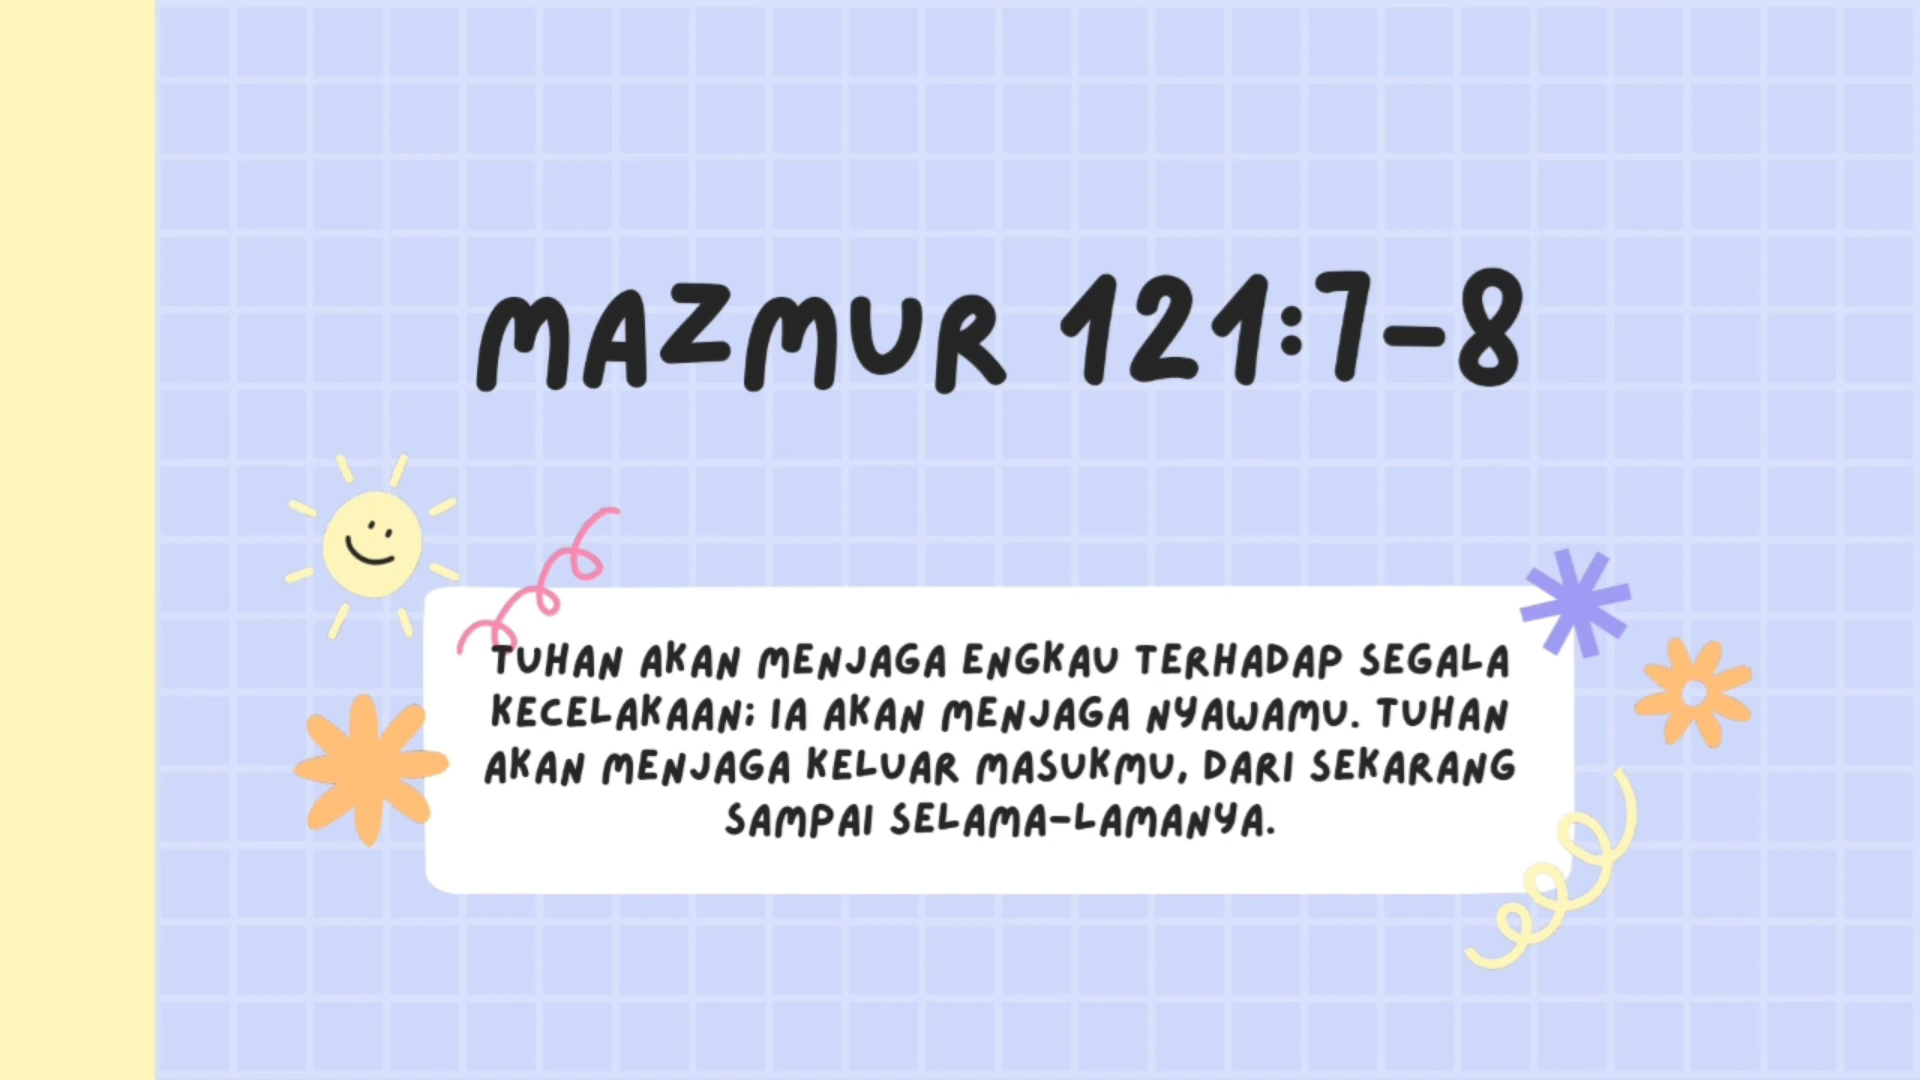 MAZMUR 121:7-8
TUHAN AKAN MENJAGA ENGKAU TERHADAP SEGALA
KECELAKAAN; IA AKAN MENJAGA NYAWAMU. TUHAN
AKAN MENJAGA KELUAR MASUKMU, DARI SEKARANG
SAMPAI SELAMA-LAMANYA.